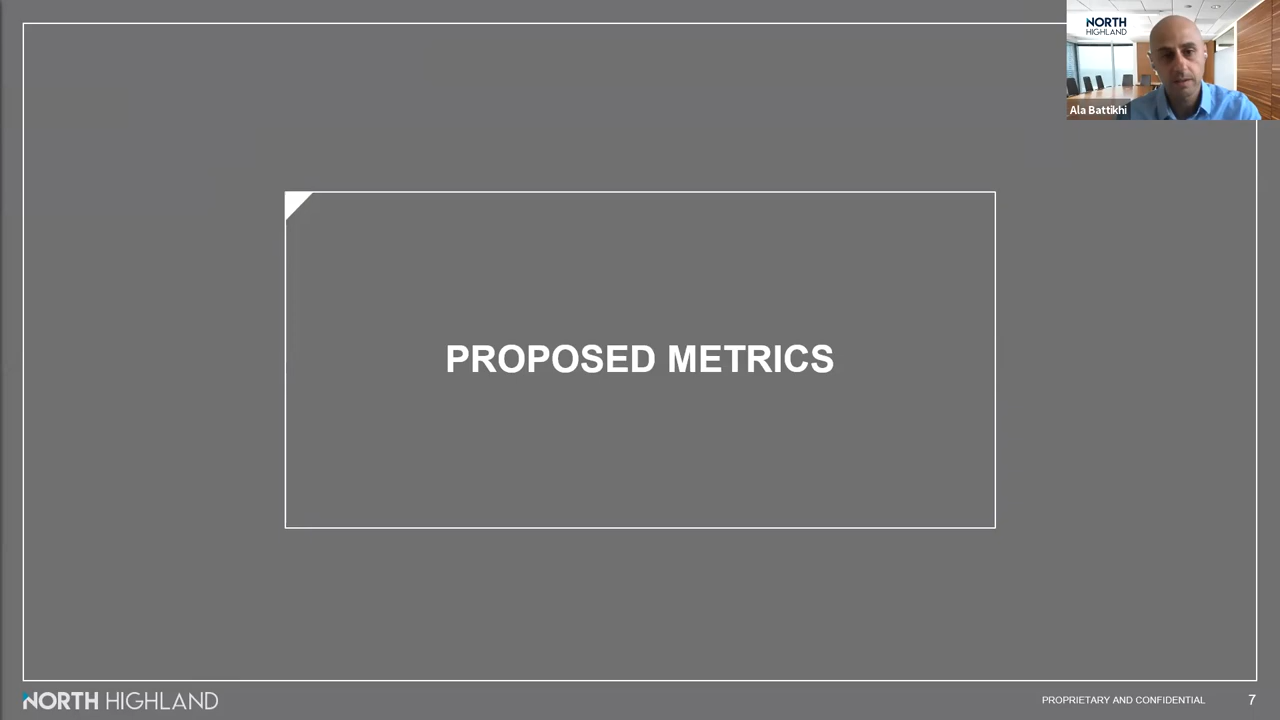 NORTH
HIGHLAND
Ala Battikhi
PROPOSED METRICS
NORTH HIGHLAND
PROPRIETARY AND CONFIDENTIAL
7